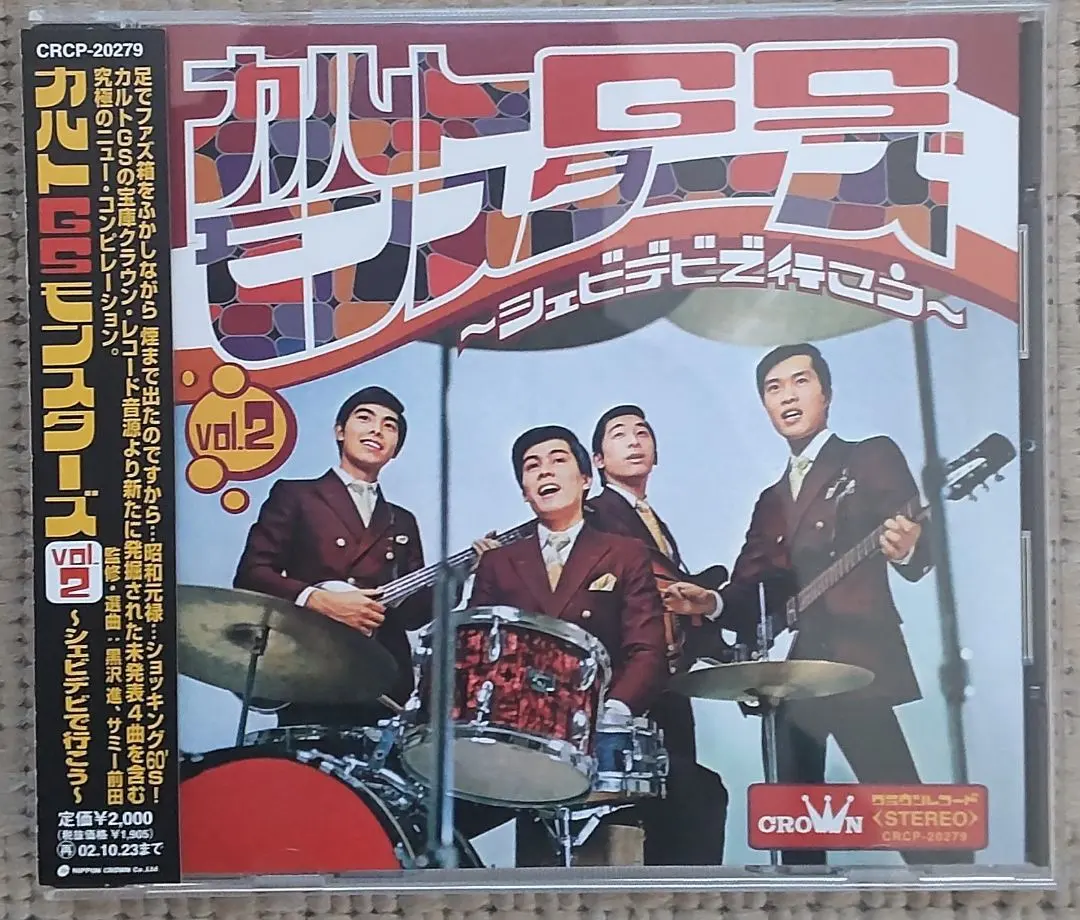 CRCP-20279
足でファズ箱をふかしながら 煙まで出たのですから…昭和元禄…ショッキング60's!
カルトGSの宝庫クラウン・レコード音源より新たに発掘された未発表4曲を含む
究極のニュー・コンピレーション。
監修・選曲：黒沢 進、サミー前田
カルトGSモンスターズ
vol.2
～シェビデビで行こう～
定価¥2,000
(税抜価格 ¥1,905)
再 02.10.23まで
NIPPON CROWN Co.,Ltd
カルトGS
モンスターズ
～シェビデビで行こう～
vol.2
CROWN
クラウンレコード
<STEREO>
CRCP-20279